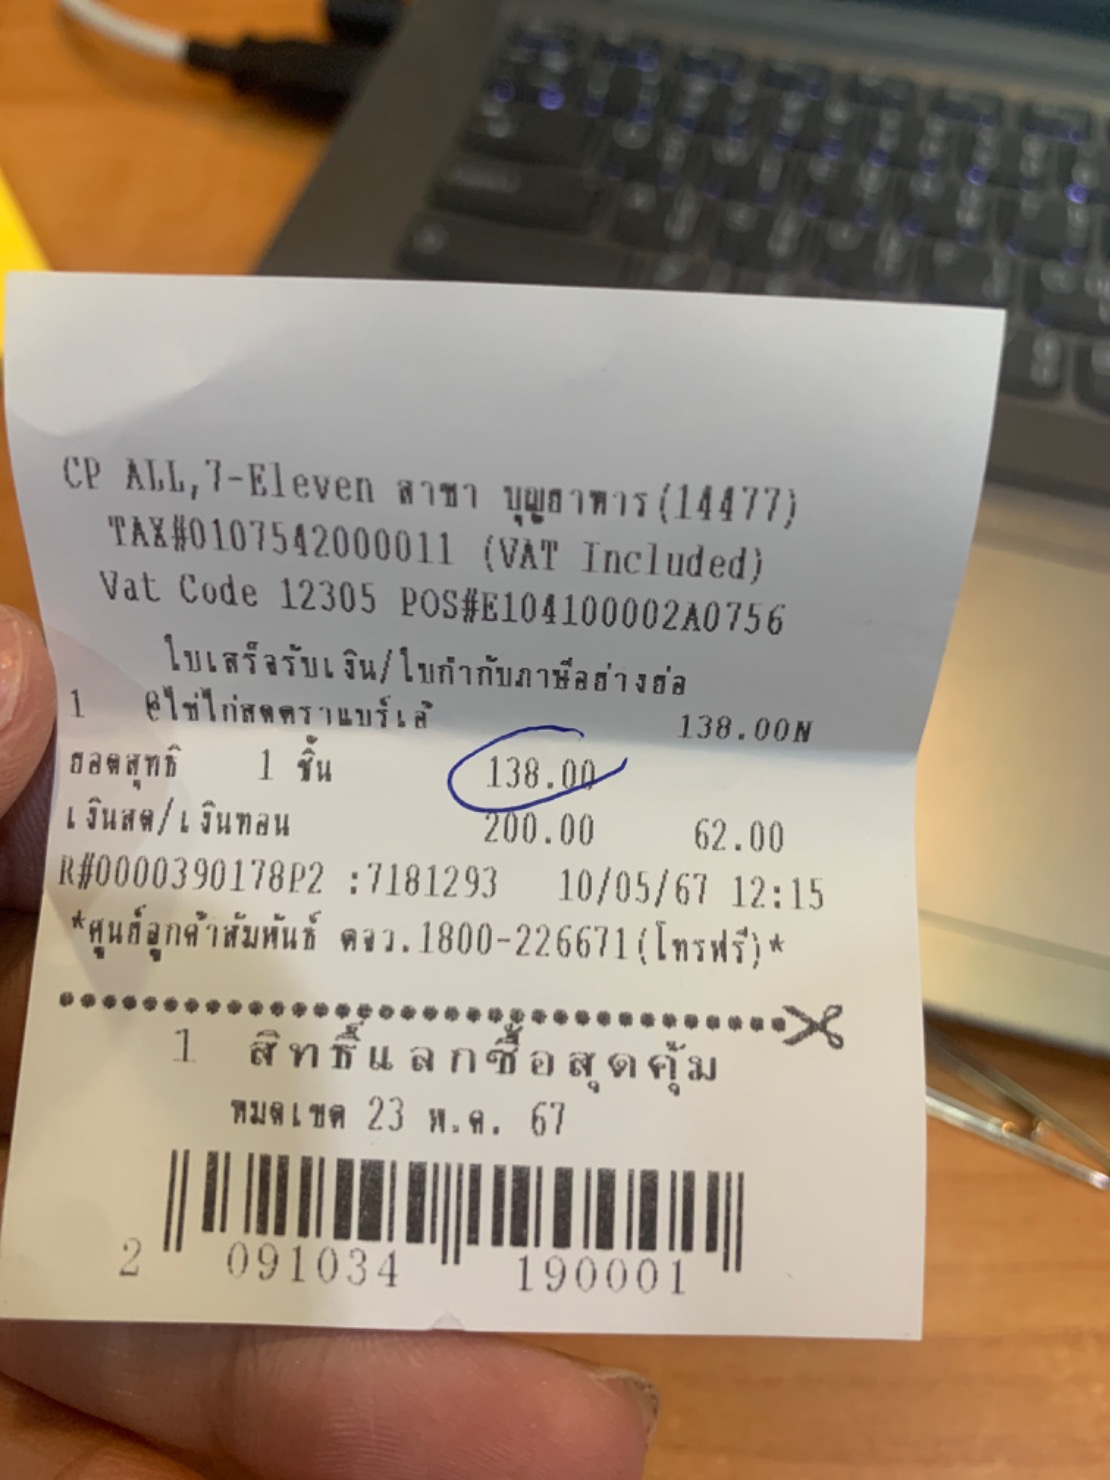 CP ALL,7-Eleven สาขา บุญธาหาร(14477)
TAX#0107542000011 (VAT Included)
Vat Code 12305 POS#E104100002A0756
ใบเสร็จรับเงิน/ใบกำกับภาษีอย่างย่อ
1 @ไข่ไก่สดตราแบร์เล้ 138.00N
ยอดสุทธิ 1 ชิ้น 138.00
เงินสด/เงินทอน 200.00 62.00
R#0000390178P2 :7181293 10/05/67 12:15
*ศูนย์ลูกค้าสัมพันธ์ ตจว.1800-226671(โทรฟรี)*
1 สิทธิ์แลกซื้อสุดคุ้ม
หมดเขต 23 พ.ค. 67
2 091034 190001